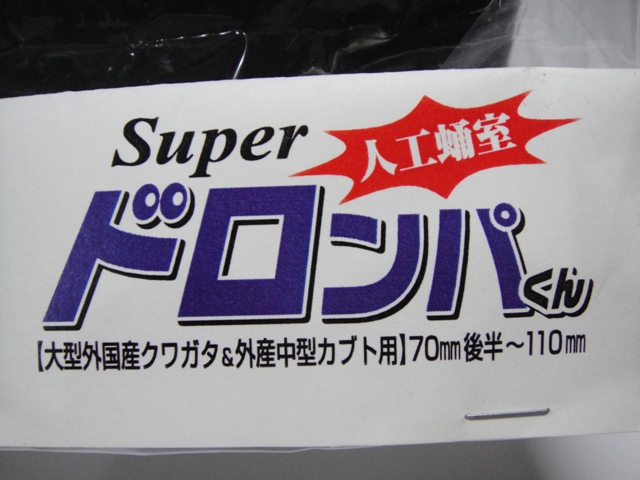 Super
人工蛹室
ドロンパくん
【大型外国産クワガタ&外産中型カブト用】70mm後半～110mm